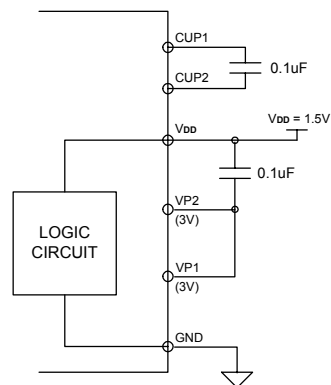 CUP1
0.1uF
CUP2
VDD
VDD = 1.5V
0.1uF
VP2
(3V)
LOGIC
CIRCUIT
VP1
(3V)
GND